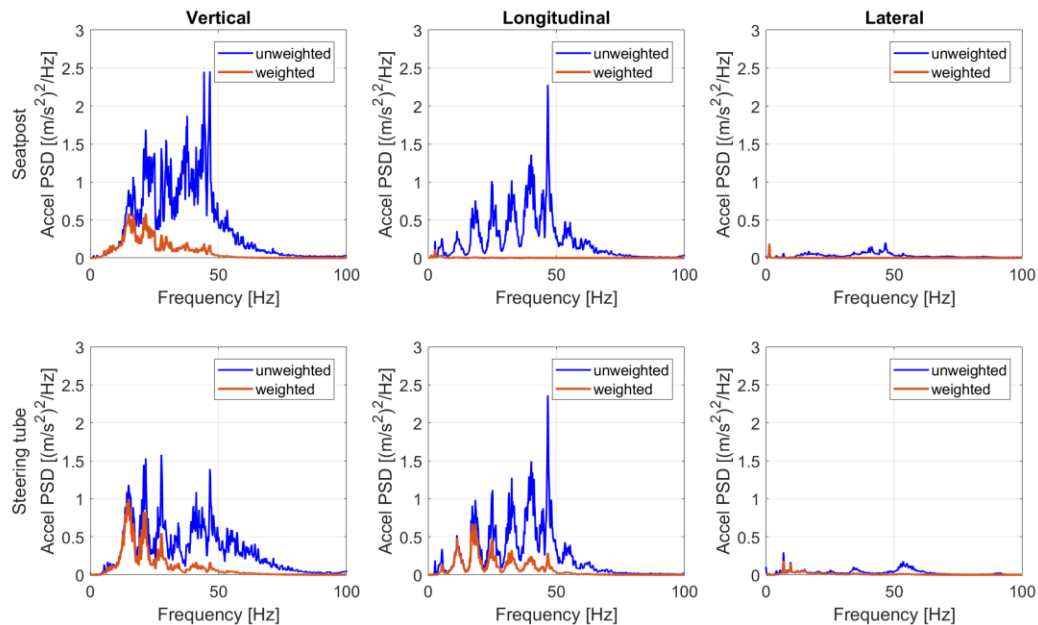 Vertical
Longitudinal
Lateral
Seatpost
Accel PSD [(m/s²)²/Hz]
3
2.5
2
1.5
1
0.5
0
unweighted
weighted
0
50
100
Frequency [Hz]
Accel PSD [(m/s²)²/Hz]
3
2.5
2
1.5
1
0.5
0
unweighted
weighted
0
50
100
Frequency [Hz]
Accel PSD [(m/s²)²/Hz]
3
2.5
2
1.5
1
0.5
0
unweighted
weighted
0
50
100
Frequency [Hz]
Steering tube
Accel PSD [(m/s²)²/Hz]
3
2.5
2
1.5
1
0.5
0
unweighted
weighted
0
50
100
Frequency [Hz]
Accel PSD [(m/s²)²/Hz]
3
2.5
2
1.5
1
0.5
0
unweighted
weighted
0
50
100
Frequency [Hz]
Accel PSD [(m/s²)²/Hz]
3
2.5
2
1.5
1
0.5
0
unweighted
weighted
0
50
100
Frequency [Hz]